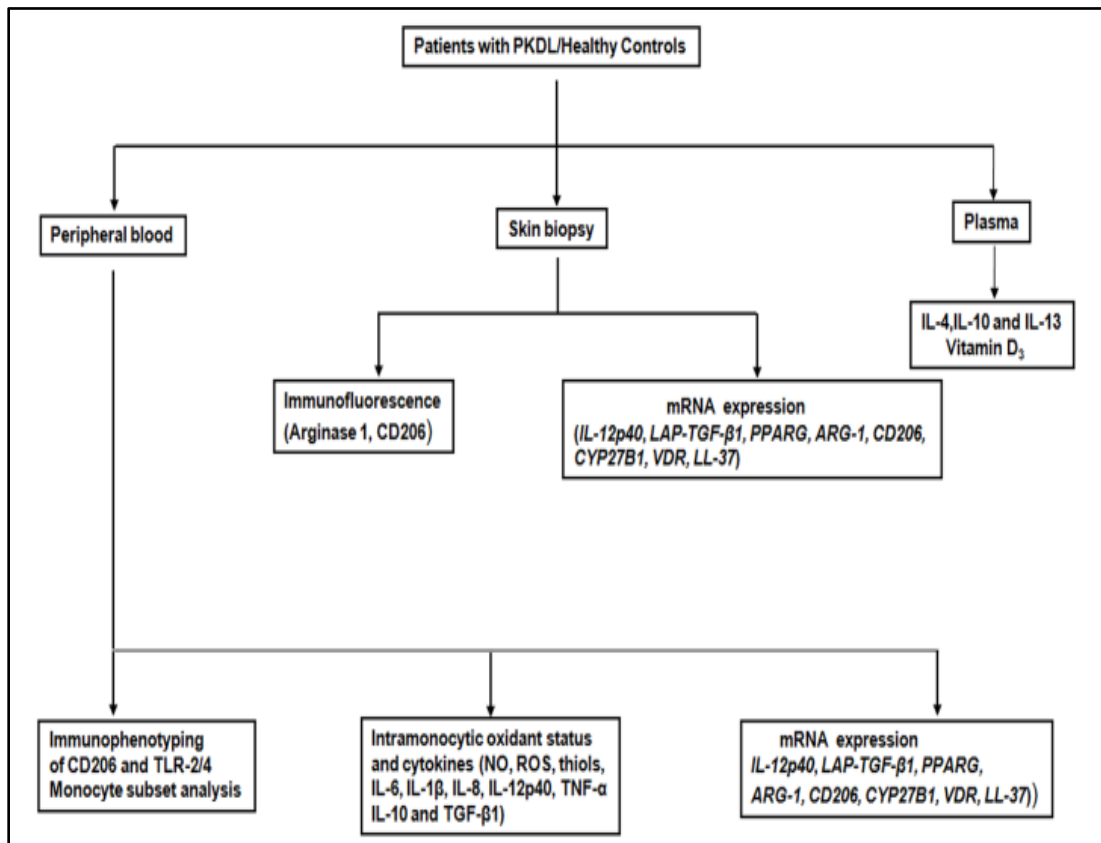 Patients with PKDL/Healthy Controls
Peripheral blood
Skin biopsy
Plasma
IL-4,IL-10 and IL-13
Vitamin D3
Immunofluorescence
(Arginase 1, CD206)
mRNA expression
(IL-12p40, LAP-TGF-β1, PPARG, ARG-1, CD206,
CYP27B1, VDR, LL-37)
Immunophenotyping
of CD206 and TLR-2/4
Monocyte subset analysis
Intramonocytic oxidant status
and cytokines (NO, ROS, thiols,
IL-6, IL-1β, IL-8, IL-12p40, TNF-α
IL-10 and TGF-β1)
mRNA expression
IL-12p40, LAP-TGF-β1, PPARG,
ARG-1, CD206, CYP27B1, VDR, LL-37))